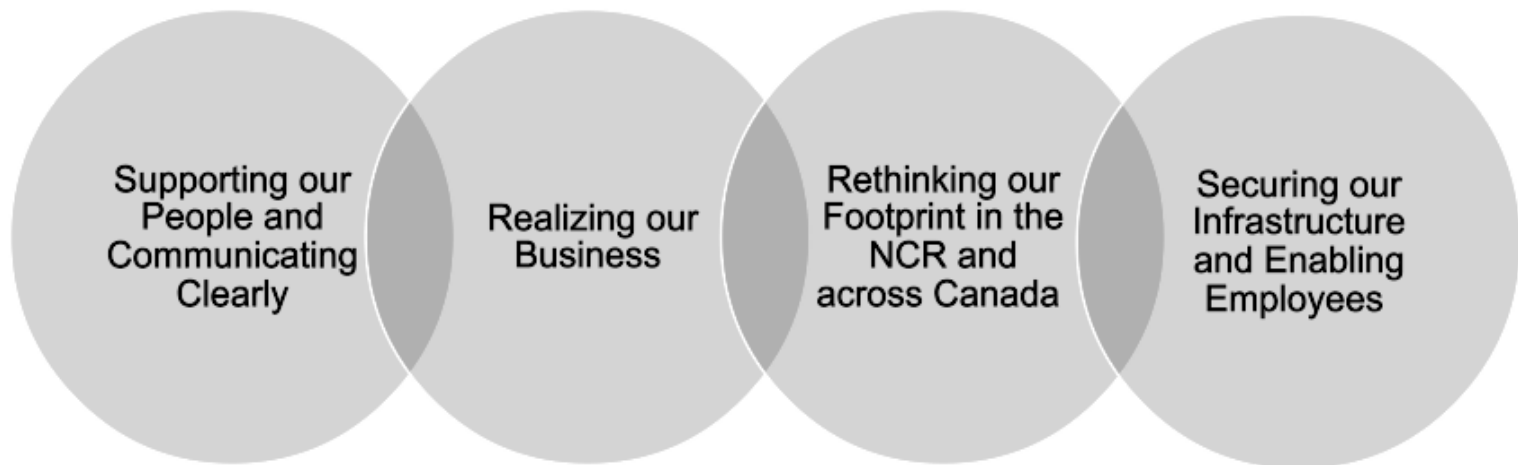 Supporting our
People and
Communicating
Clearly
Realizing our
Business
Rethinking our
Footprint in the
NCR and
across Canada
Securing our
Infrastructure
and Enabling
Employees